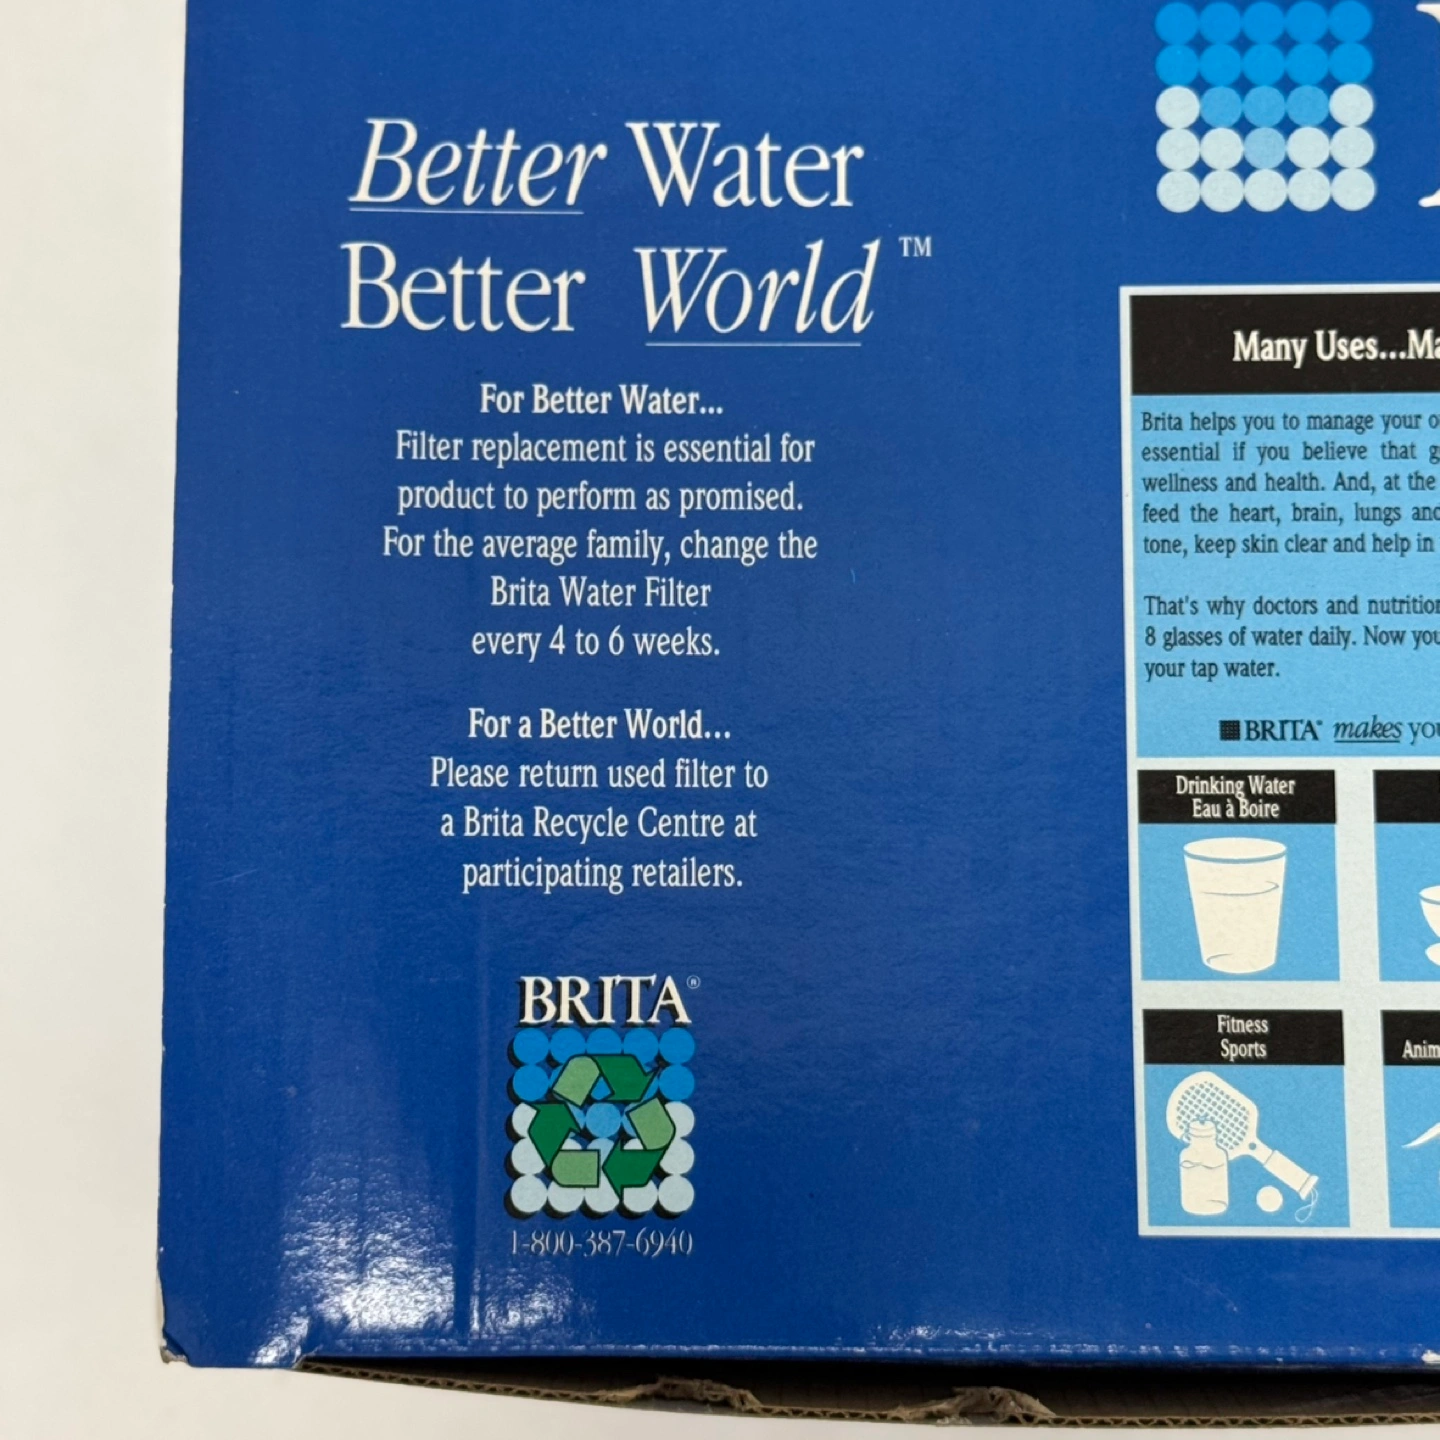 Better Water
Better World™
For Better Water...
Filter replacement is essential for
product to perform as promised.
For the average family, change the
Brita Water Filter
every 4 to 6 weeks.
For a Better World...
Please return used filter to
a Brita Recycle Centre at
participating retailers.
BRITA®
1-800-387-6940
Many Uses...
Brita helps you to manage your
essential if you believe that
wellness and health. And, at the
feed the heart, brain, lungs and
tone, keep skin clear and help in
That's why doctors and
8 glasses of water daily. Now
your tap water.
BRITA makes
Drinking Water
Eau à Boire
Fitness
Sports